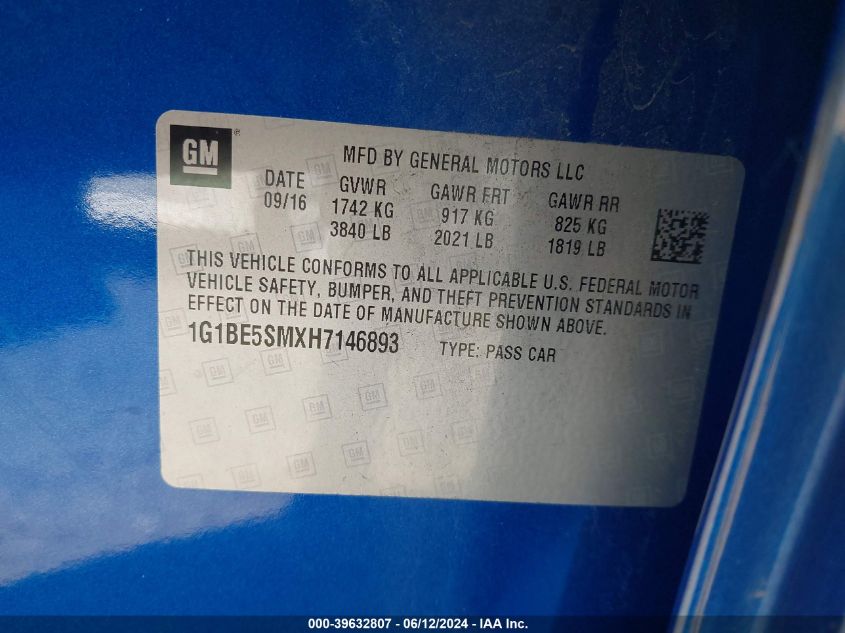 GM
MFD BY GENERAL MOTORS LLC
DATE GVWR GAWR FRT GAWR RR
09/16 1742 KG 917 KG 825 KG
3840 LB 2021 LB 1819 LB
THIS VEHICLE CONFORMS TO ALL APPLICABLE U.S. FEDERAL MOTOR
VEHICLE SAFETY, BUMPER, AND THEFT PREVENTION STANDARDS IN
EFFECT ON THE DATE OF MANUFACTURE SHOWN ABOVE.
1G1BE5SMXH7146893 TYPE: PASS CAR
000-39632807 - 06/12/2024 - IAA Inc.